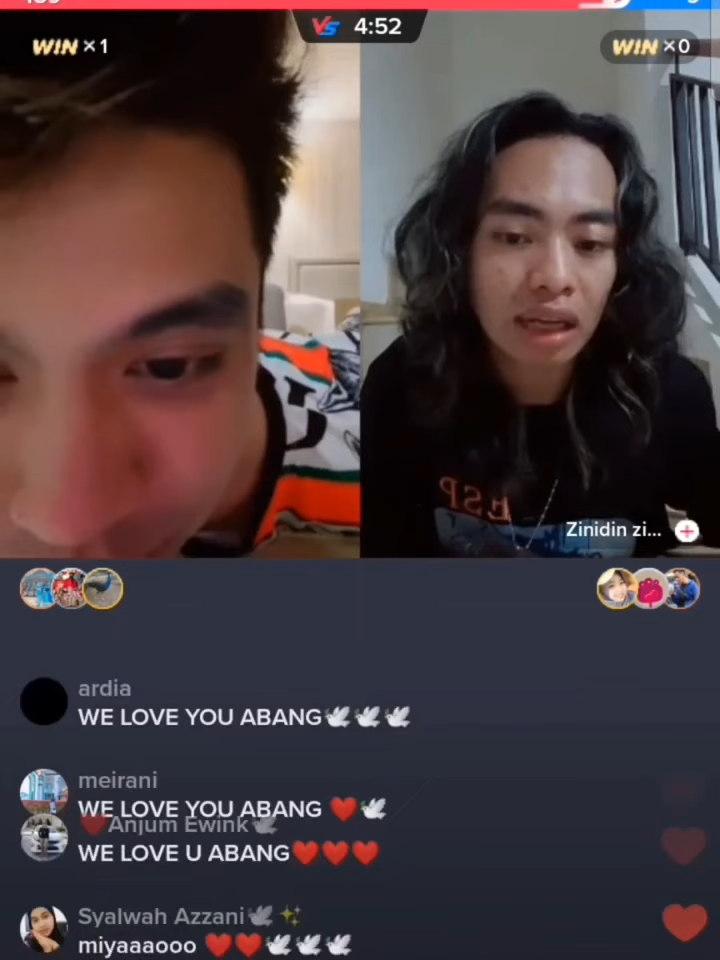 VS 4:52
WIN ×1
WIN ×0
Zinidin zi...
ardia
WE LOVE YOU ABANG🕊️🕊️🕊️
meirani
WE LOVE YOU ABANG ❤️🕊️
❤️Anjum Ewink🕊️
WE LOVE U ABANG❤️❤️❤️
Syalwah Azzani🕊️✨
miyaaaooo ❤️❤️🕊️🕊️🕊️